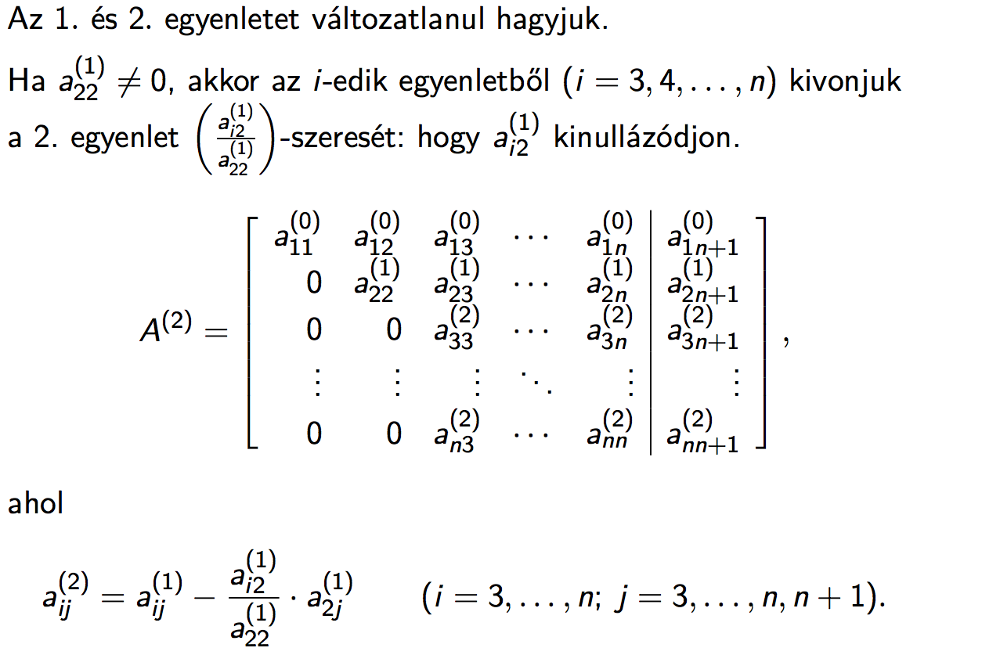 Az 1. és 2. egyenletet változatlanul hagyjuk.
Ha $a_{22}^{(1)} \neq 0$, akkor az $i$-edik egyenletből $(i = 3, 4, \ldots, n)$ kivonjuk
a 2. egyenlet $\left(\frac{a_{i2}^{(1)}}{a_{22}^{(1)}}\right)$-szeresét: hogy $a_{i2}^{(1)}$ kinullázódjon.
$A^{(2)} = \left[\begin{array}{rrrrr|r} a_{11}^{(0)} & a_{12}^{(0)} & a_{13}^{(0)} & \cdots & a_{1n}^{(0)} & a_{1n+1}^{(0)} \\ 0 & a_{22}^{(1)} & a_{23}^{(1)} & \cdots & a_{2n}^{(1)} & a_{2n+1}^{(1)} \\ 0 & 0 & a_{33}^{(2)} & \cdots & a_{3n}^{(2)} & a_{3n+1}^{(2)} \\ \vdots & \vdots & \vdots & \ddots & \vdots & \vdots \\ 0 & 0 & a_{n3}^{(2)} & \cdots & a_{nn}^{(2)} & a_{nn+1}^{(2)} \end{array}\right],$
ahol
$a_{ij}^{(2)} = a_{ij}^{(1)} - \frac{a_{i2}^{(1)}}{a_{22}^{(1)}} \cdot a_{2j}^{(1)} \qquad (i = 3, \ldots, n; \, j = 3, \ldots, n, n + 1).$